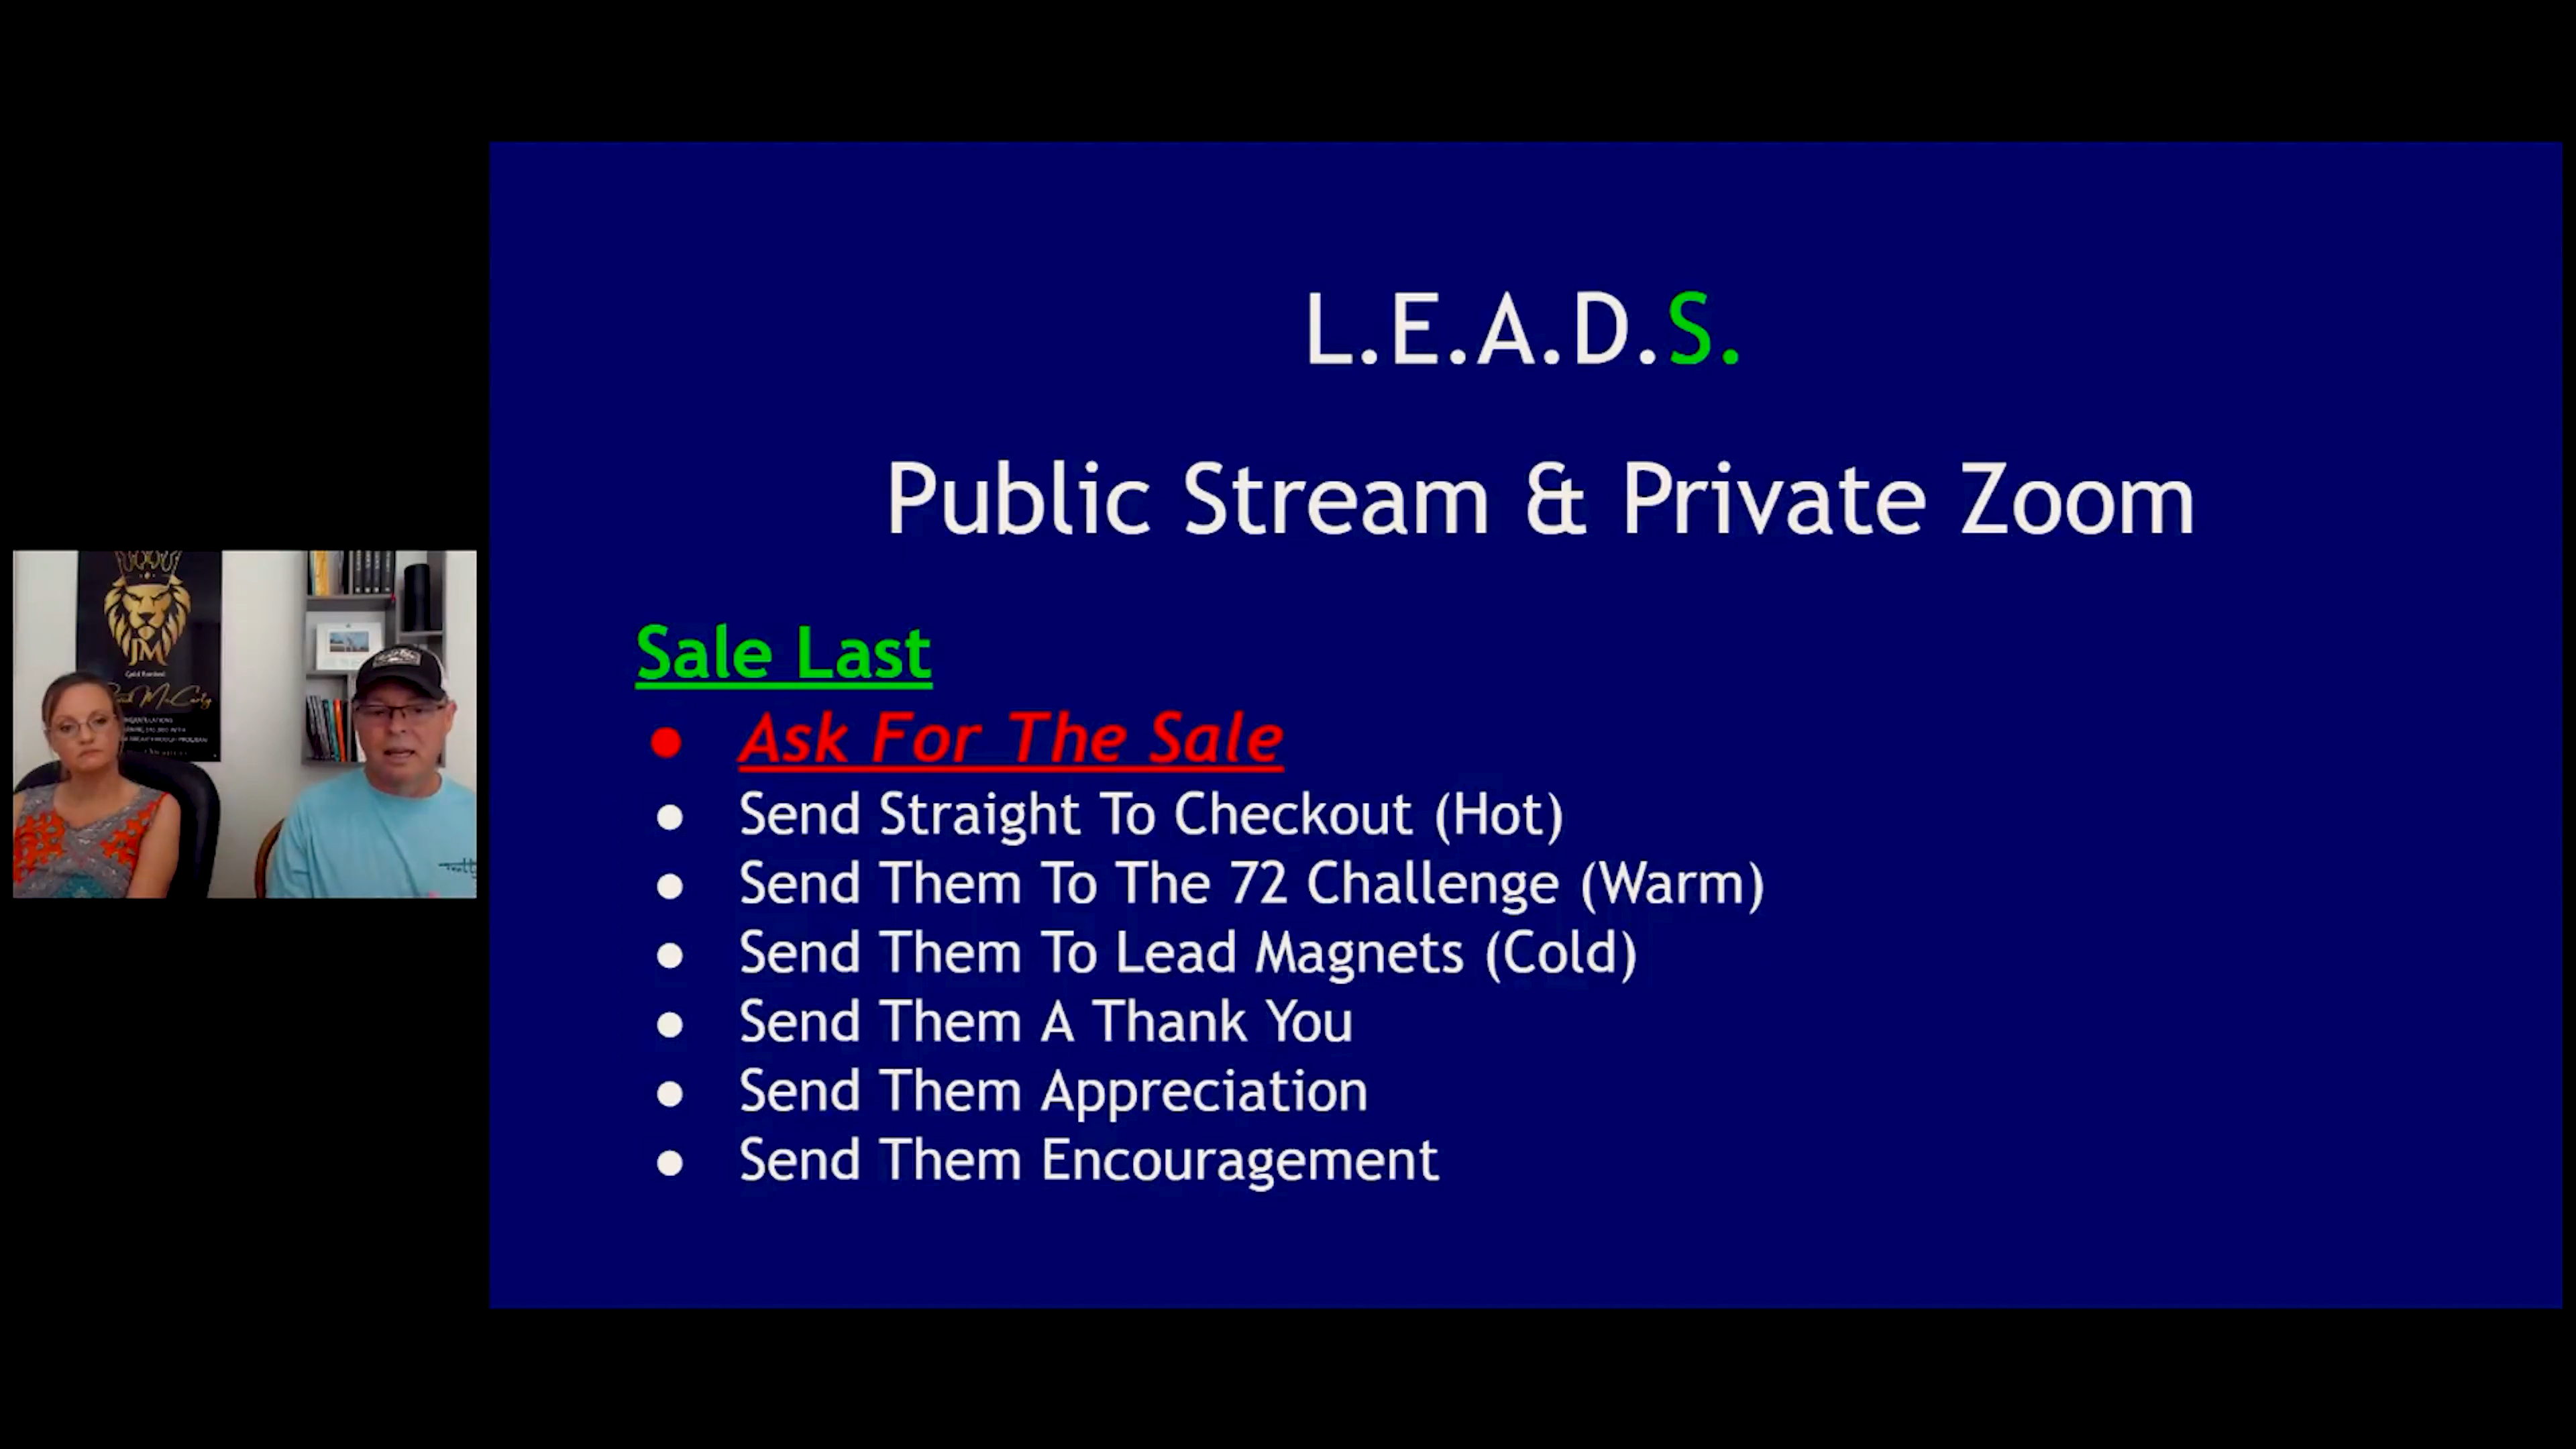 L.E.A.D.S.
Public Stream & Private Zoom
Sale Last
● Ask For The Sale
● Send Straight To Checkout (Hot)
● Send Them To The 72 Challenge (Warm)
● Send Them To Lead Magnets (Cold)
● Send Them A Thank You
● Send Them Appreciation
● Send Them Encouragement
JM